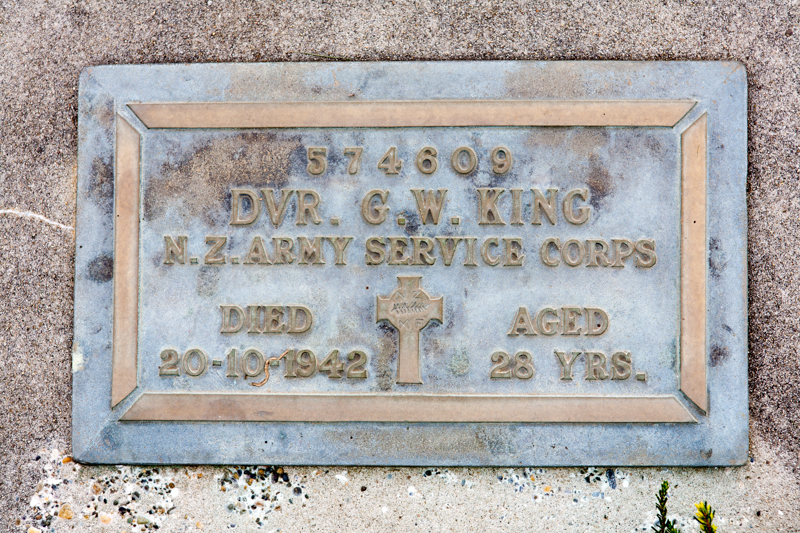 574609
DVR. G.W. KING
N.Z. ARMY SERVICE CORPS
DIED AGED
20-10-1942 28 YRS.